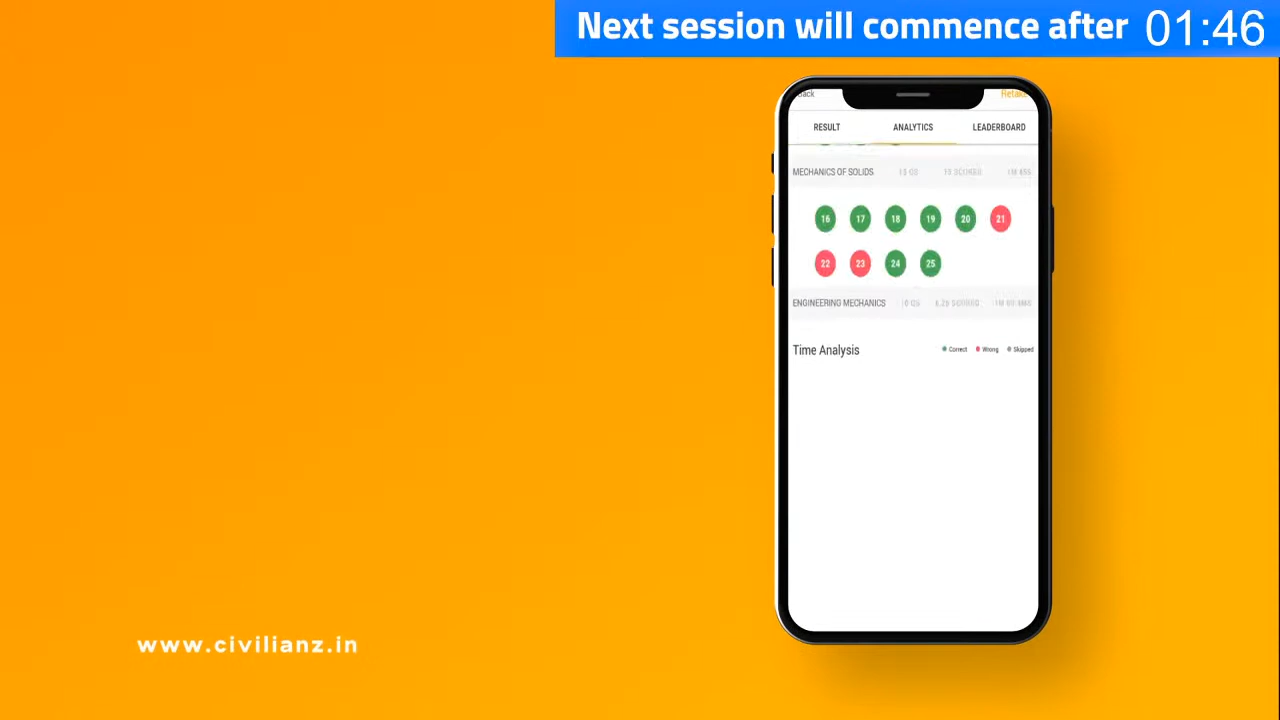 Next session will commence after 01:46
RESULT ANALYTICS LEADERBOARD
MECHANICS OF SOLIDS
16 17 18 19 20 21
22 23 24 25
ENGINEERING MECHANICS
Time Analysis Correct Wrong Skipped
www.civilianz.in